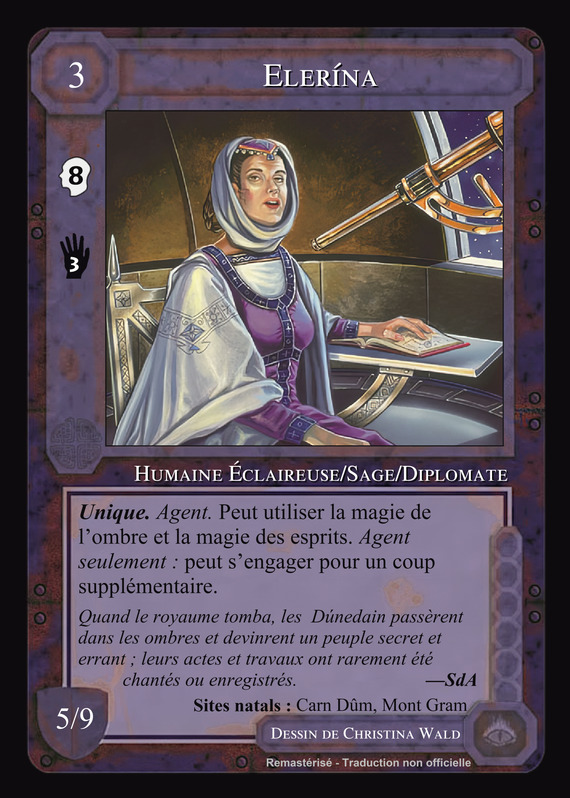 3
Elerína
8
3
Humaine Éclaireuse/Sage/Diplomate
Unique. Agent. Peut utiliser la magie de
l’ombre et la magie des esprits. Agent
seulement : peut s’engager pour un coup
supplémentaire.
Quand le royaume tomba, les Dúnedain passèrent
dans les ombres et devinrent un peuple secret et
errant ; leurs actes et travaux ont rarement été
chantés ou enregistrés. —SdA
Sites natals : Carn Dûm, Mont Gram
5/9
Dessin de Christina Wald
Remastérisé - Traduction non officielle